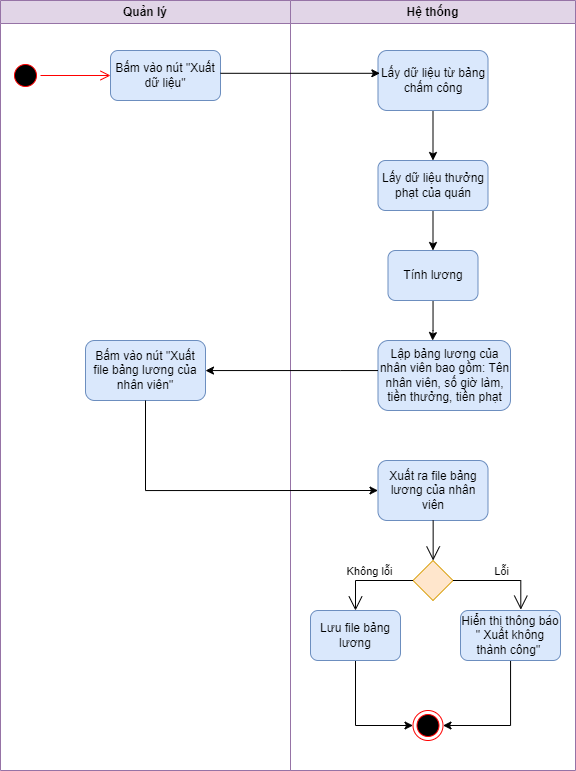 Quản lý
Hệ thống
Bấm vào nút "Xuất
dữ liệu"
Lấy dữ liệu từ bảng
chấm công
Lấy dữ liệu thưởng
phạt của quán
Tính lương
Lập bảng lương của
nhân viên bao gồm: Tên
nhân viên, số giờ làm,
tiền thưởng, tiền phạt
Bấm vào nút "Xuất
file bảng lương của
nhân viên"
Xuất ra file bảng
lương của nhân
viên
Không lỗi
Lỗi
Lưu file bảng
lương
Hiển thị thông báo
" Xuất không
thành công"